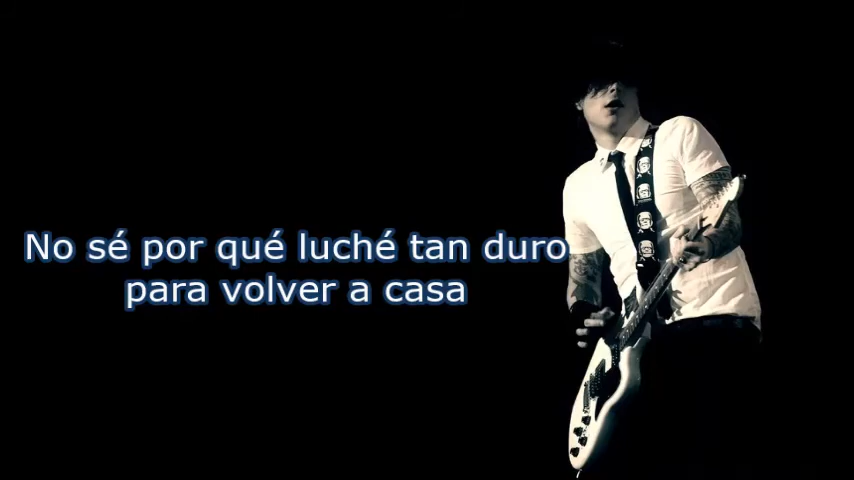 No sé por qué luché tan duro
para volver a casa